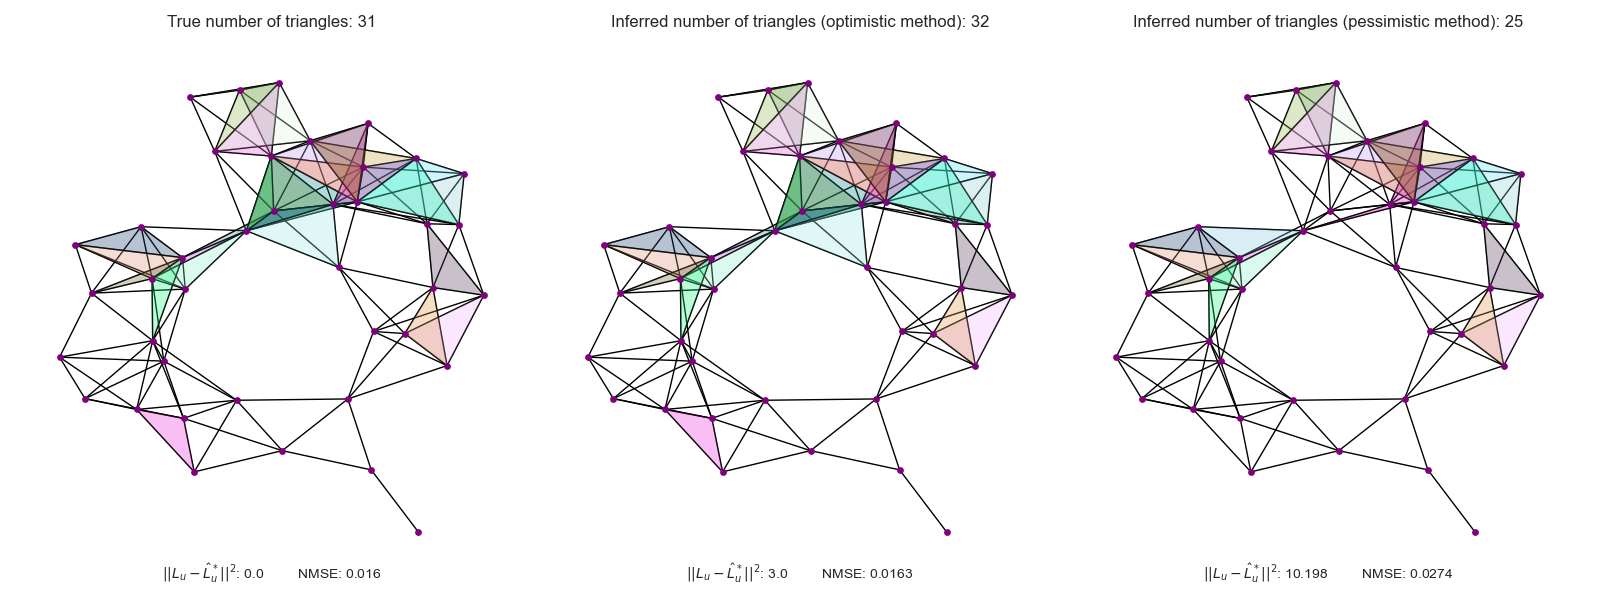 True number of triangles: 31
Inferred number of triangles (optimistic method): 32
Inferred number of triangles (pessimistic method): 25
$||L_u - \hat{L}_u^*||^2$: 0.0 NMSE: 0.016
$||L_u - \hat{L}_u^*||^2$: 3.0 NMSE: 0.0163
$||L_u - \hat{L}_u^*||^2$: 10.198 NMSE: 0.0274